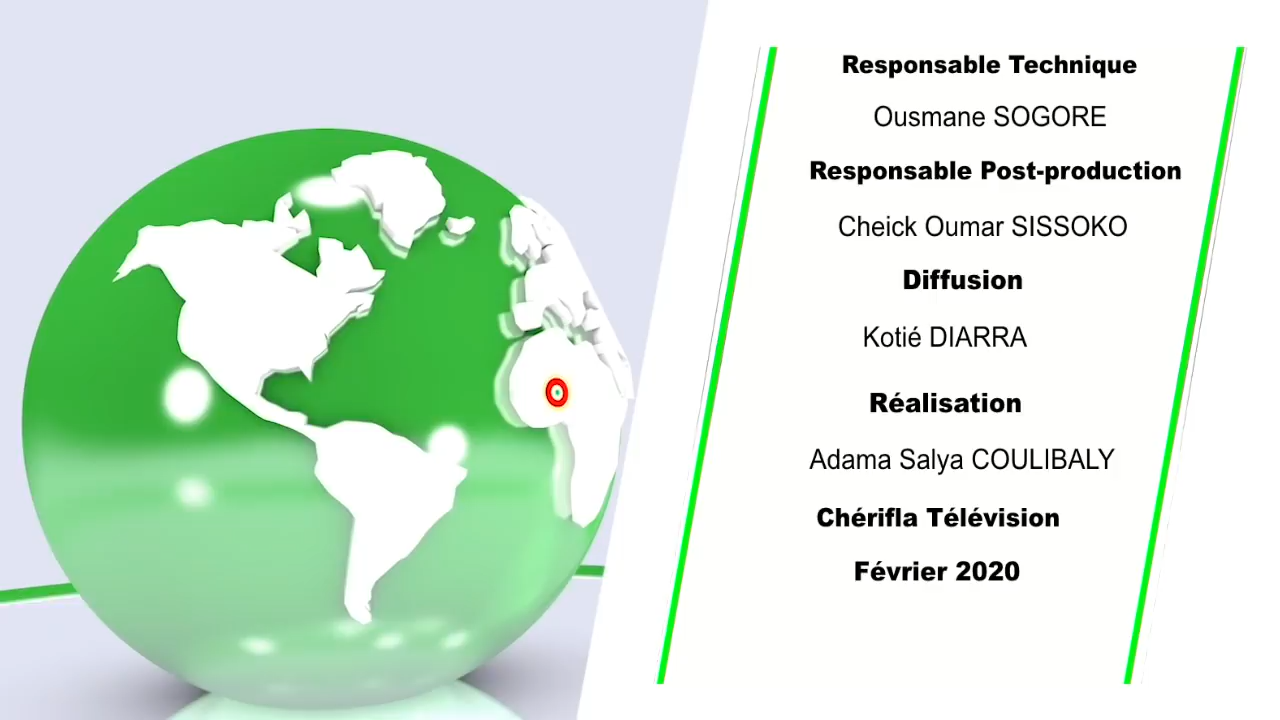 Responsable Technique
Ousmane SOGORE
Responsable Post-production
Cheick Oumar SISSOKO
Diffusion
Kotié DIARRA
Réalisation
Adama Salya COULIBALY
Chérifla Télévision
Février 2020